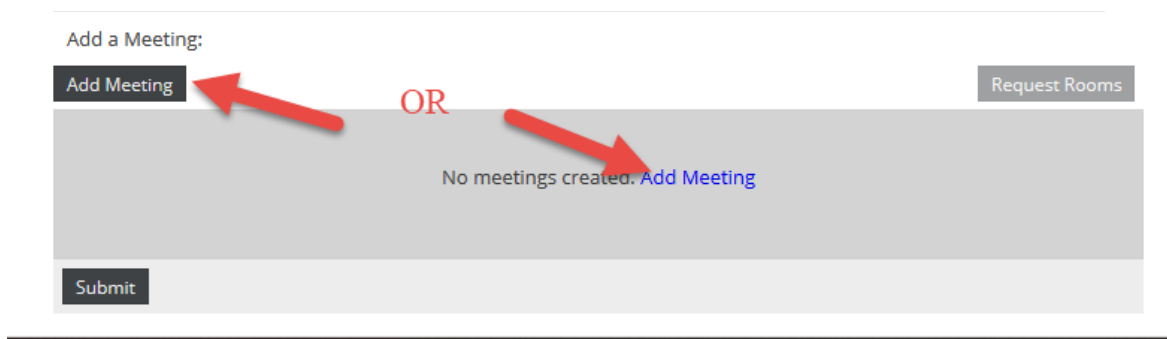 Add a Meeting:
Add Meeting
OR
Request Rooms
No meetings created. Add Meeting
Submit